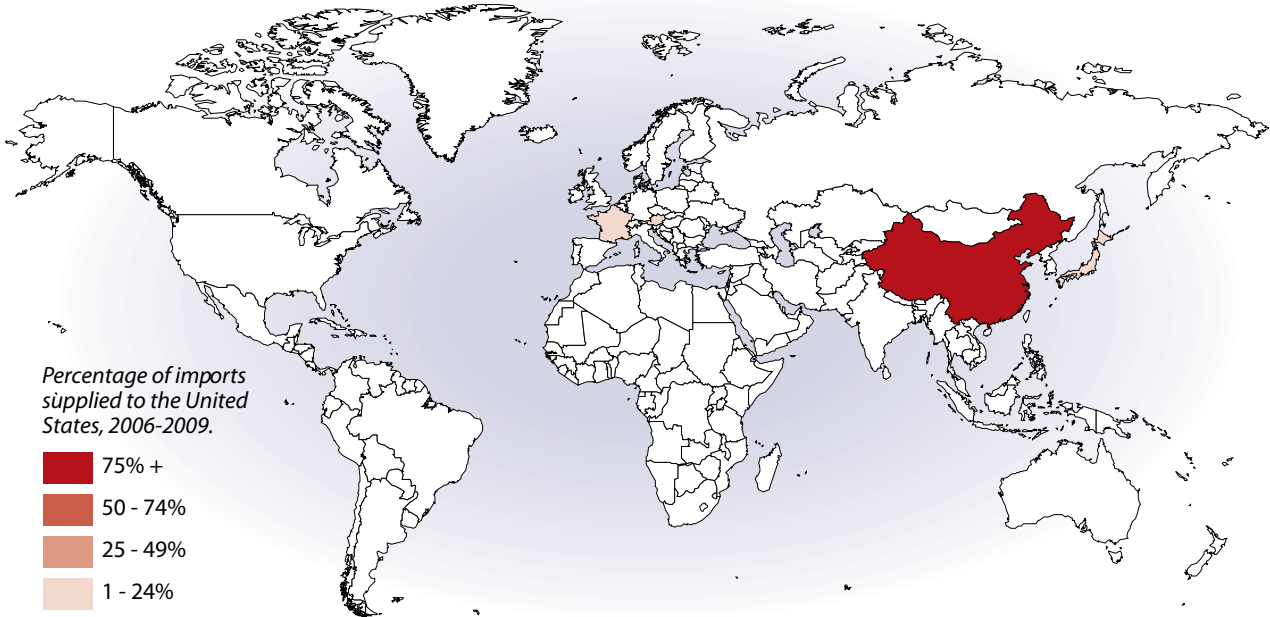 Percentage of imports
supplied to the United
States, 2006-2009.
75% +
50 - 74%
25 - 49%
1 - 24%